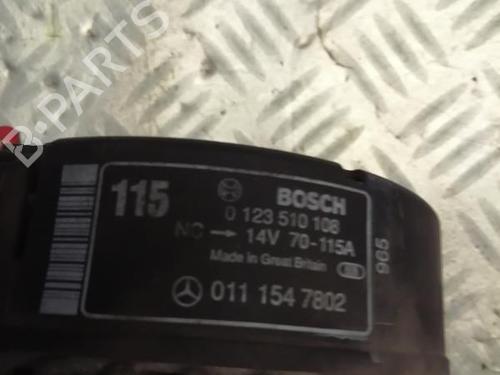 115
BOSCH
0 123 510 108
NC → 14V 70-115A
Made in Great Britain
011 154 7802
965
B-PARTS
B-PARTS